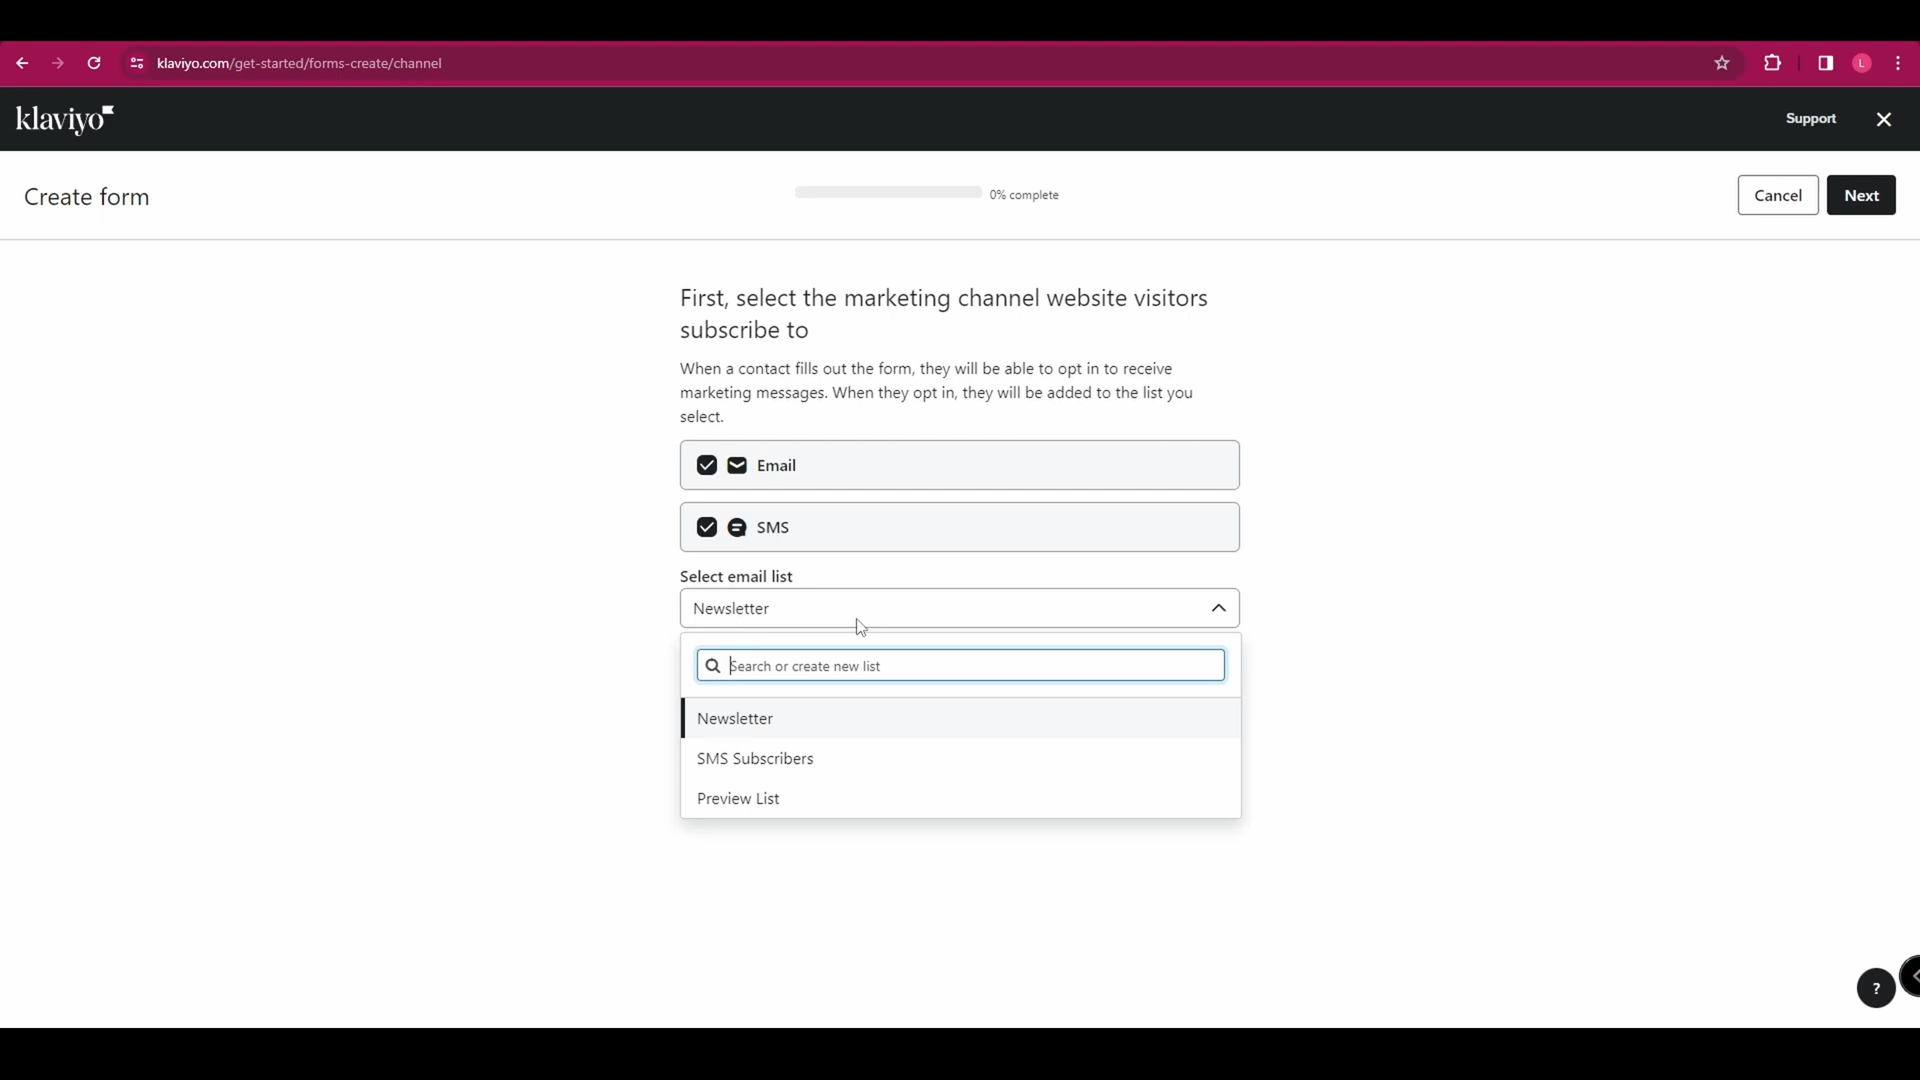 klaviyo.com/get-started/forms-create/channel
L
klaviyo
Support
Create form
0% complete
Cancel
Next
First, select the marketing channel website visitors
subscribe to
When a contact fills out the form, they will be able to opt in to receive
marketing messages. When they opt in, they will be added to the list you
select.
Email
SMS
Select email list
Newsletter
Search or create new list
Newsletter
SMS Subscribers
Preview List
?